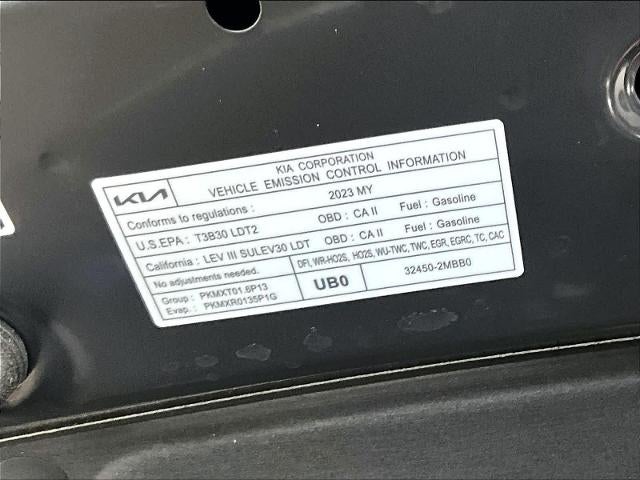 KIA CORPORATION
KIA VEHICLE EMISSION CONTROL INFORMATION
Conforms to regulations : 2023 MY
U.S.EPA : T3B30 LDT2 OBD : CA II Fuel : Gasoline
California : LEV III SULEV30 LDT OBD : CA II Fuel : Gasoline
No adjustments needed. DFI, WR-HO2S, HO2S, WU-TWC, TWC, EGR, EGRC, TC, CAC
Group : PKMXT01.6P13 UB0 32450-2MBB0
Evap. : PKMXR0135P1G